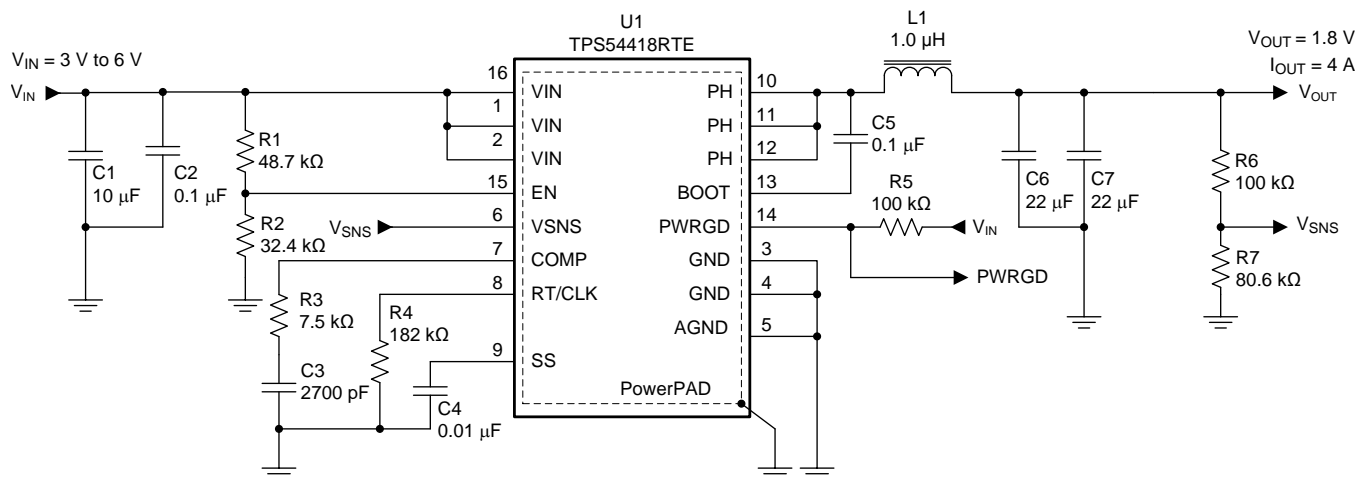 U1
TPS54418RTE
L1
1.0 μH
V_IN = 3 V to 6 V
V_OUT = 1.8 V
I_OUT = 4 A
V_IN
V_OUT
16
VIN
1
VIN
2
VIN
15
EN
6
VSNS
7
COMP
8
RT/CLK
9
SS
PH
10
PH
11
PH
12
BOOT
13
PWRGD
14
GND
3
GND
4
AGND
5
PowerPAD
C1
10 μF
C2
0.1 μF
R1
48.7 kΩ
R2
32.4 kΩ
V_SNS
R3
7.5 kΩ
C3
2700 pF
R4
182 kΩ
C4
0.01 μF
C5
0.1 μF
R5
100 kΩ
V_IN
PWRGD
C6
22 μF
C7
22 μF
R6
100 kΩ
V_SNS
R7
80.6 kΩ